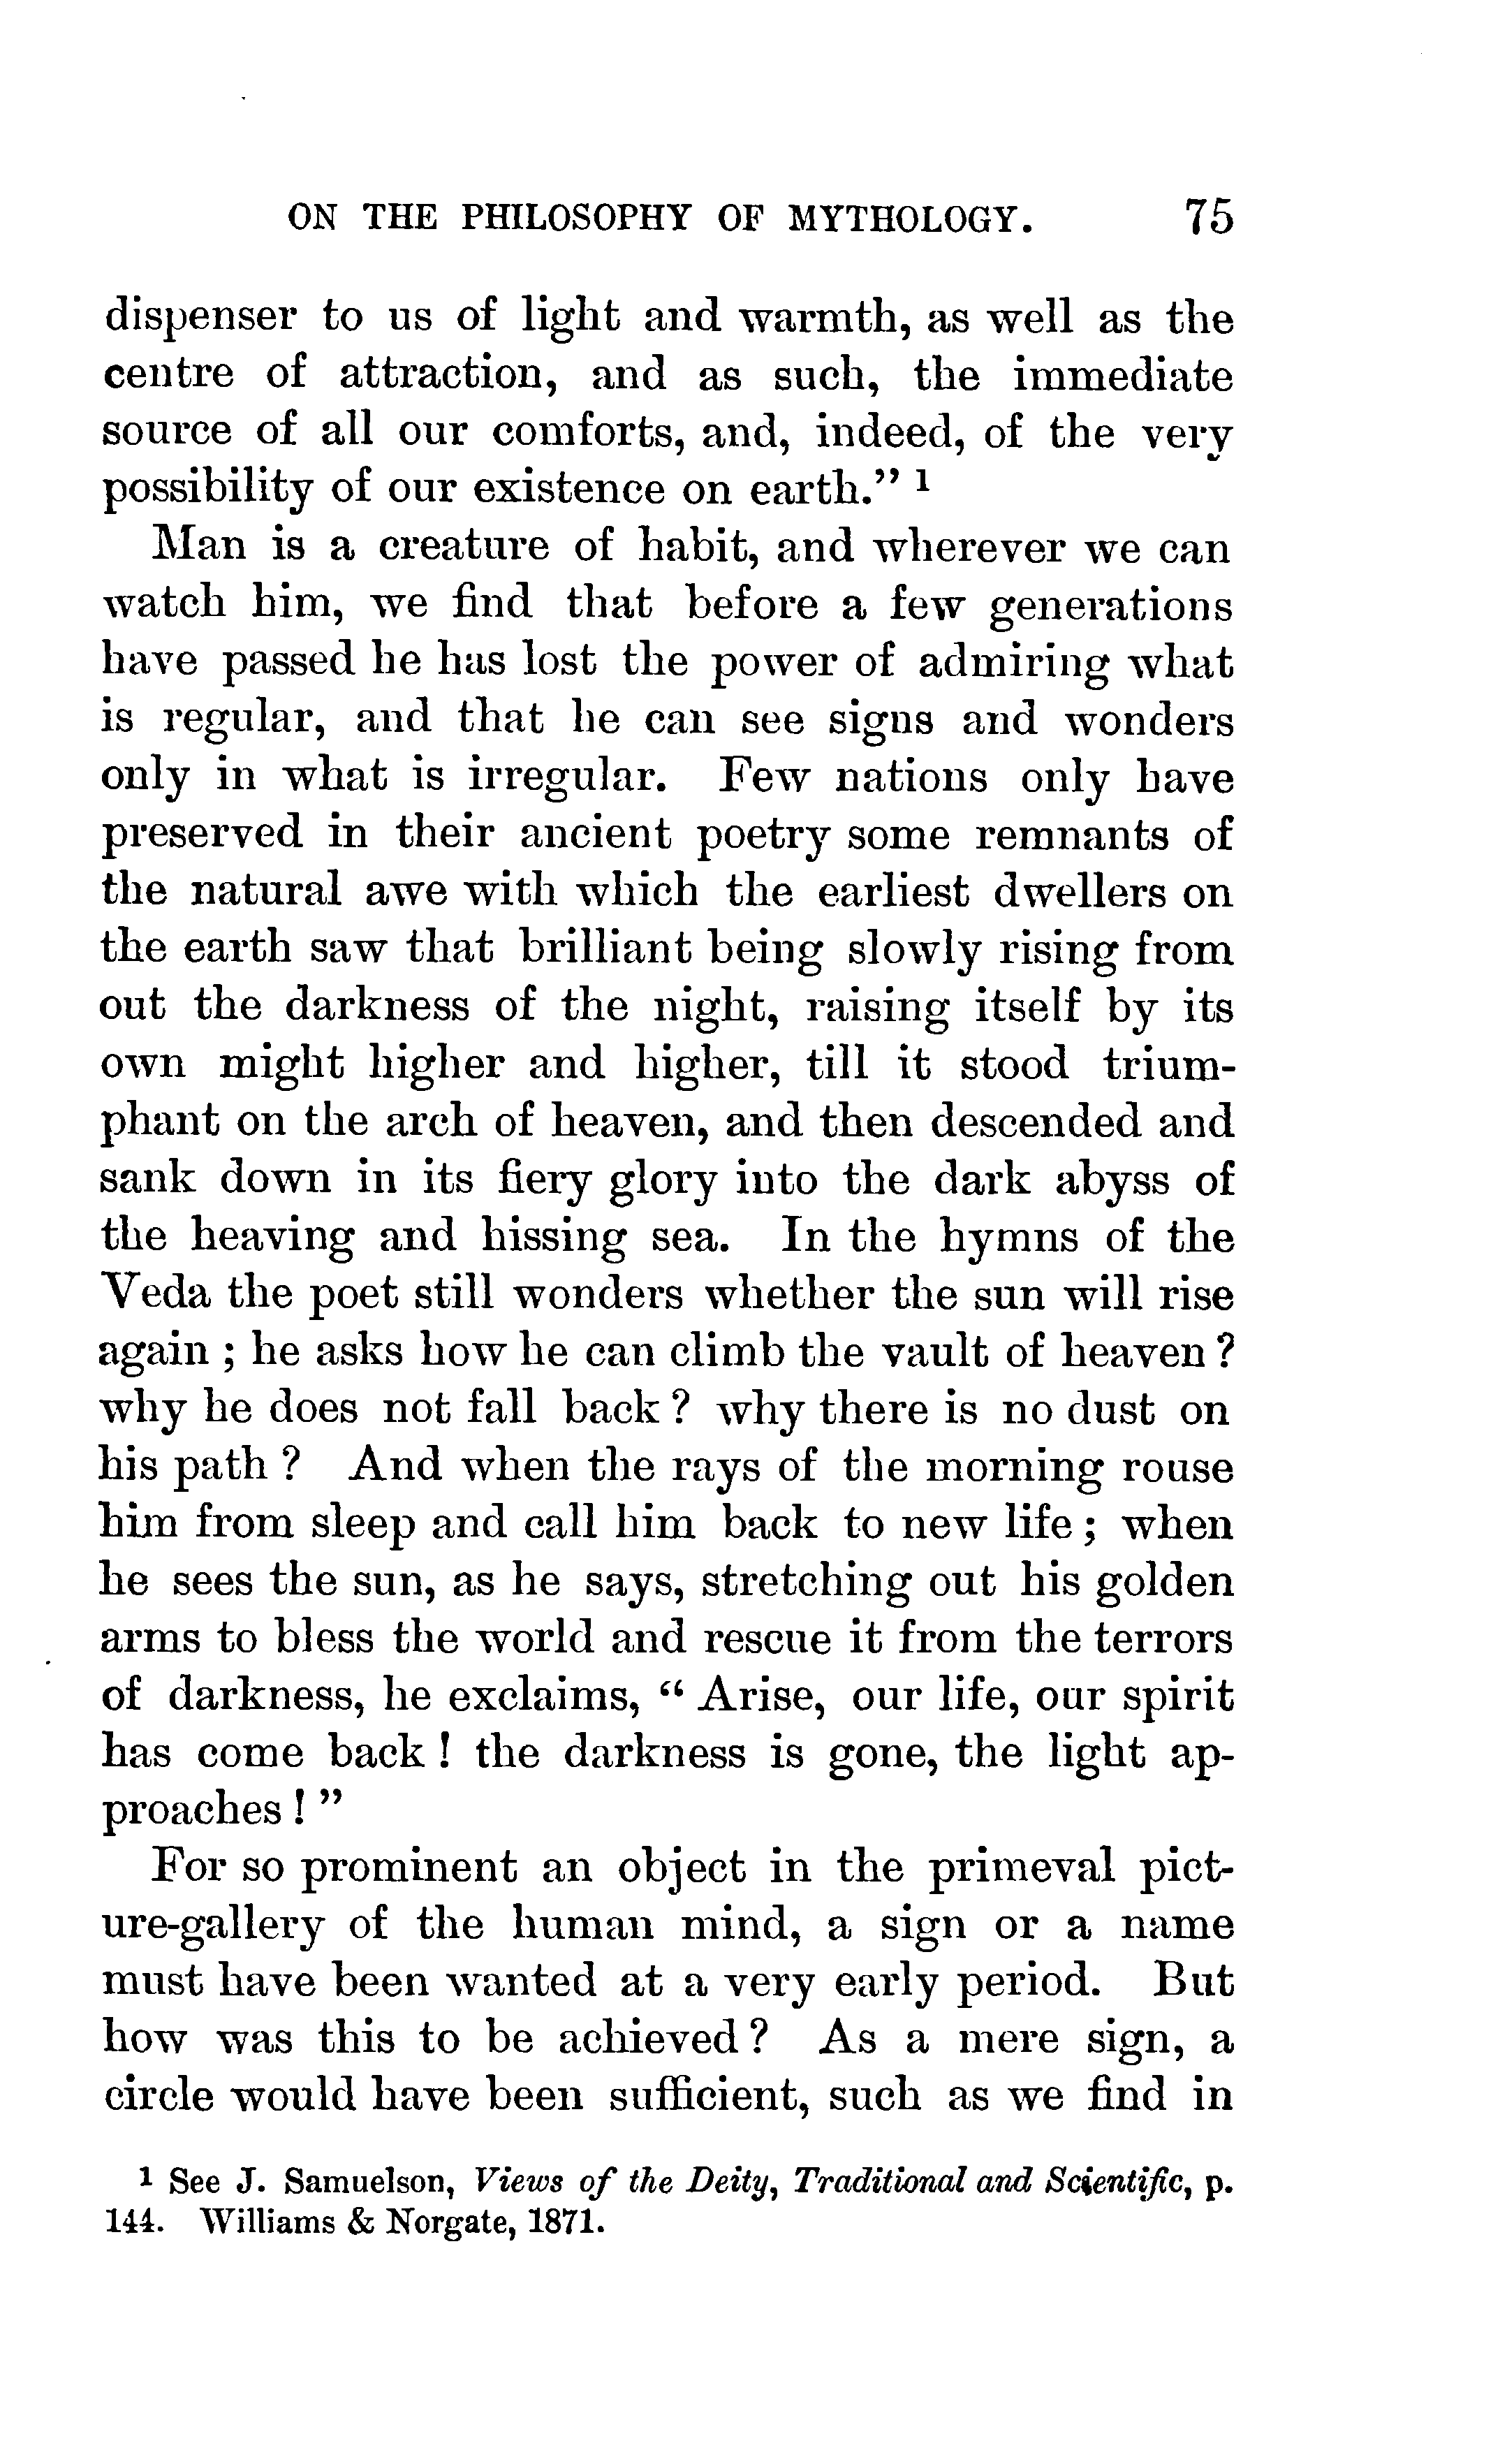 ON THE PHILOSOPHY OF MYTHOLOGY. 75
dispenser to us of light and warmth, as well as the
centre of attraction, and as such, the immediate
source of all our comforts, and, indeed, of the very
possibility of our existence on earth.” 1
Man is a creature of habit, and wherever we can
watch him, we find that before a few generations
have passed he has lost the power of admiring what
is regular, and that he can see signs and wonders
only in what is irregular. Few nations only have
preserved in their ancient poetry some remnants of
the natural awe with which the earliest dwellers on
the earth saw that brilliant being slowly rising from
out the darkness of the night, raising itself by its
own might higher and higher, till it stood trium-
phant on the arch of heaven, and then descended and
sank down in its fiery glory into the dark abyss of
the heaving and hissing sea. In the hymns of the
Veda the poet still wonders whether the sun will rise
again ; he asks how he can climb the vault of heaven ?
why he does not fall back ? why there is no dust on
his path ? And when the rays of the morning rouse
him from sleep and call him back to new life ; when
he sees the sun, as he says, stretching out his golden
arms to bless the world and rescue it from the terrors
of darkness, he exclaims, “ Arise, our life, our spirit
has come back ! the darkness is gone, the light ap-
proaches ! ”
For so prominent an object in the primeval pict-
ure-gallery of the human mind, a sign or a name
must have been wanted at a very early period. But
how was this to be achieved ? As a mere sign, a
circle would have been sufficient, such as we find in
1 See J. Samuelson, Views of the Deity, Traditional and Scientific, p.
144. Williams & Norgate, 1871.